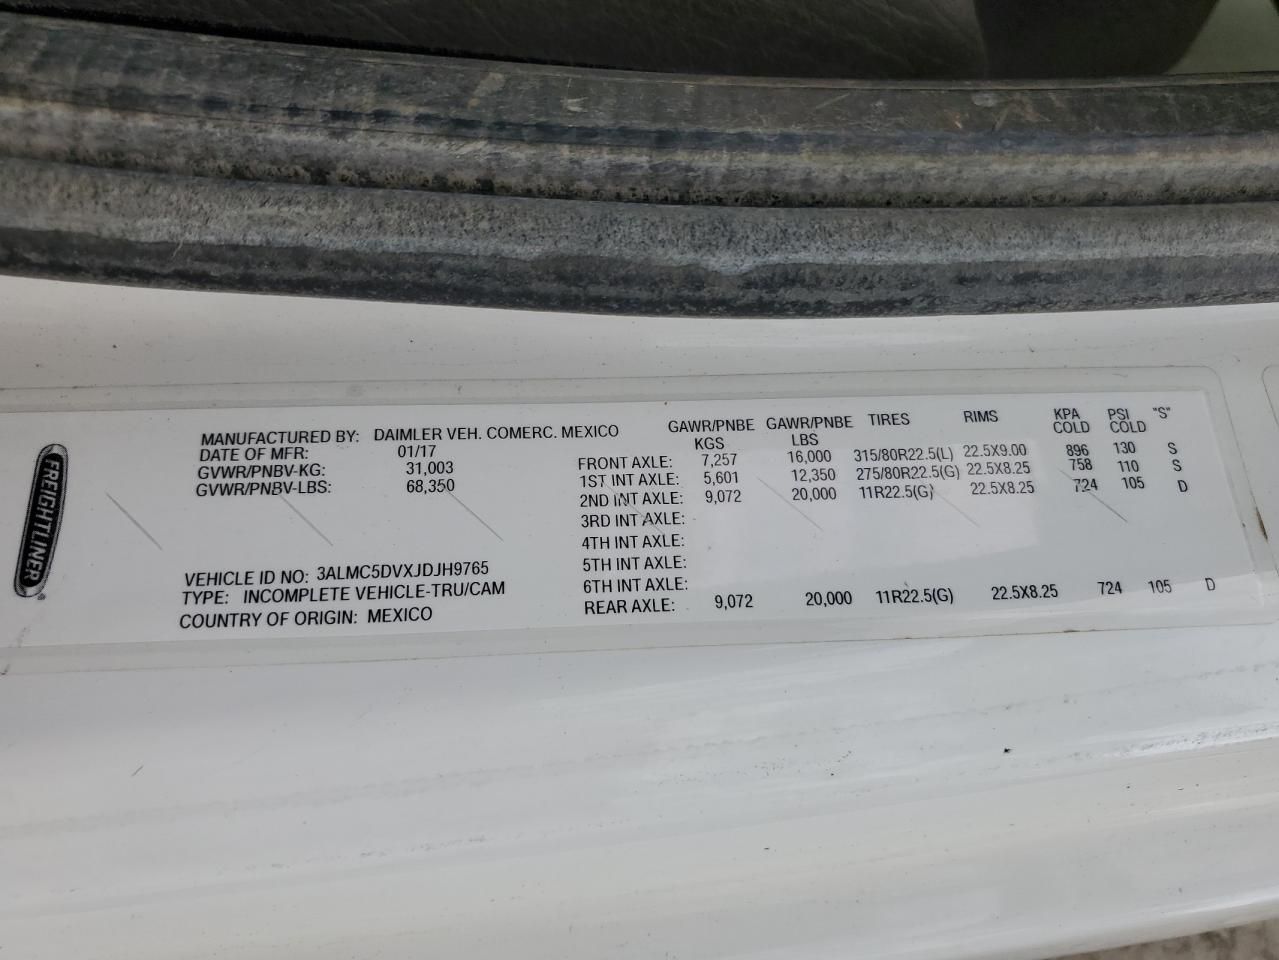 FREIGHTLINER®
MANUFACTURED BY: DAIMLER VEH. COMERC. MEXICO
DATE OF MFR: 01/17
GVWR/PNBV-KG: 31,003
GVWR/PNBV-LBS: 68,350
VEHICLE ID NO: 3ALMC5DVXJDJH9765
TYPE: INCOMPLETE VEHICLE-TRU/CAM
COUNTRY OF ORIGIN: MEXICO
GAWR/PNBE GAWR/PNBE TIRES RIMS KPA PSI "S"
KGS LBS COLD COLD
FRONT AXLE: 7,257 16,000 315/80R22.5(L) 22.5X9.00 896 130 S
1ST INT AXLE: 5,601 12,350 275/80R22.5(G) 22.5X8.25 758 110 S
2ND INT AXLE: 9,072 20,000 11R22.5(G) 22.5X8.25 724 105 D
3RD INT AXLE:
4TH INT AXLE:
5TH INT AXLE:
6TH INT AXLE:
REAR AXLE: 9,072 20,000 11R22.5(G) 22.5X8.25 724 105 D